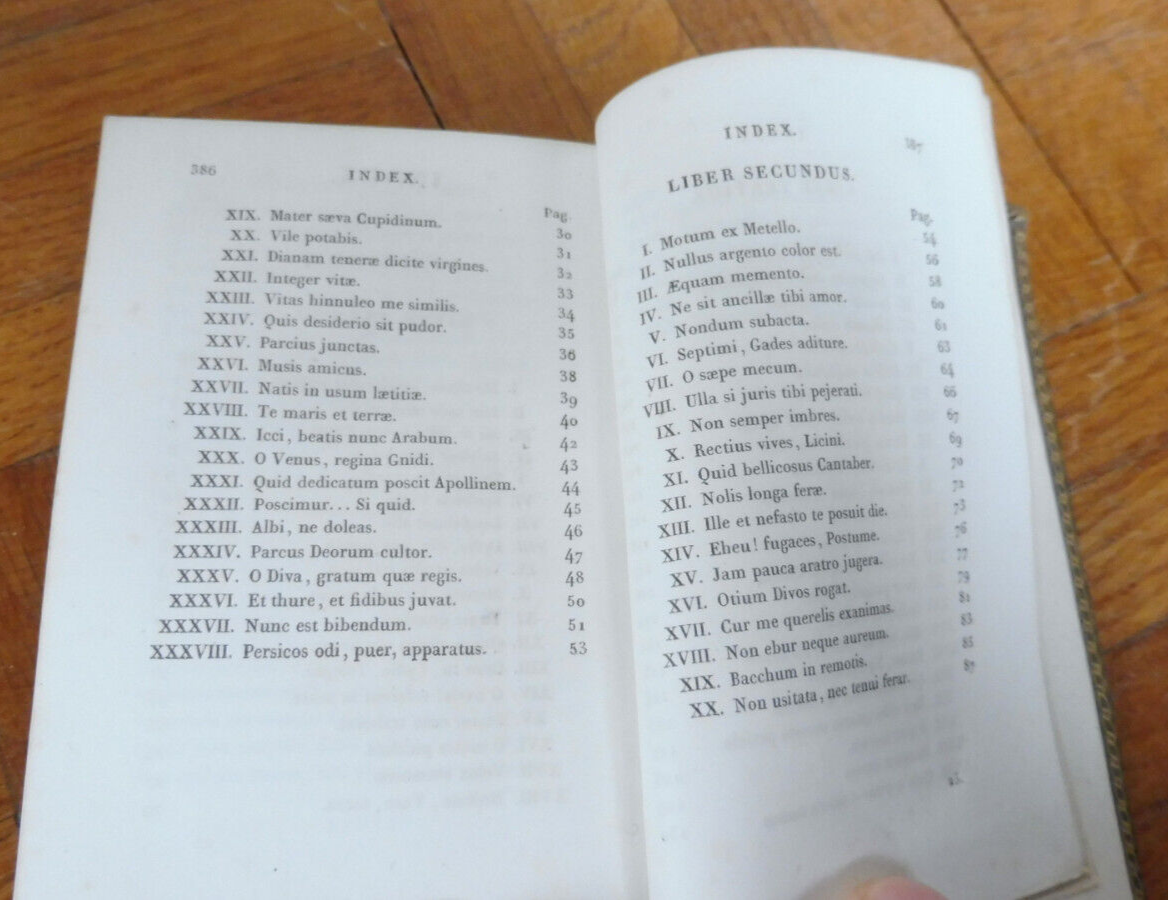 386 INDEX.
Pag.
XIX. Mater sæva Cupidinum. 30
XX. Vile potabis. 31
XXI. Dianam teneræ dicite virgines. 32
XXII. Integer vitæ. 33
XXIII. Vitas hinnuleo me similis. 34
XXIV. Quis desiderio sit pudor. 35
XXV. Parcius junctas. 36
XXVI. Musis amicus. 38
XXVII. Natis in usum lætitiæ. 39
XXVIII. Te maris et terræ. 40
XXIX. Icci, beatis nunc Arabum. 42
XXX. O Venus, regina Gnidi. 43
XXXI. Quid dedicatum poscit Apollinem. 44
XXXII. Poscimur... Si quid. 45
XXXIII. Albi, ne doleas. 46
XXXIV. Parcus Deorum cultor. 47
XXXV. O Diva, gratum quæ regis. 48
XXXVI. Et thure, et fidibus juvat. 50
XXXVII. Nunc est bibendum. 51
XXXVIII. Persicos odi, puer, apparatus. 53
INDEX. 387
LIBER SECUNDUS.
Pag.
I. Motum ex Metello. 54
II. Nullus argento color est. 56
III. Æquam memento. 58
IV. Ne sit ancillæ tibi amor. 60
V. Nondum subacta. 61
VI. Septimi, Gades aditure. 63
VII. O sæpe mecum. 64
VIII. Ulla si juris tibi pejerati. 66
IX. Non semper imbres. 67
X. Rectius vives, Licini. 69
XI. Quid bellicosus Cantaber. 70
XII. Nolis longa feræ. 72
XIII. Ille et nefasto te posuit die. 73
XIV. Eheu! fugaces, Postume. 76
XV. Jam pauca aratro jugera. 77
XVI. Otium Divos rogat. 79
XVII. Cur me querelis exanimas. 81
XVIII. Non ebur neque aureum. 83
XIX. Bacchum in remotis. 85
XX. Non usitata, nec tenui ferar. 87